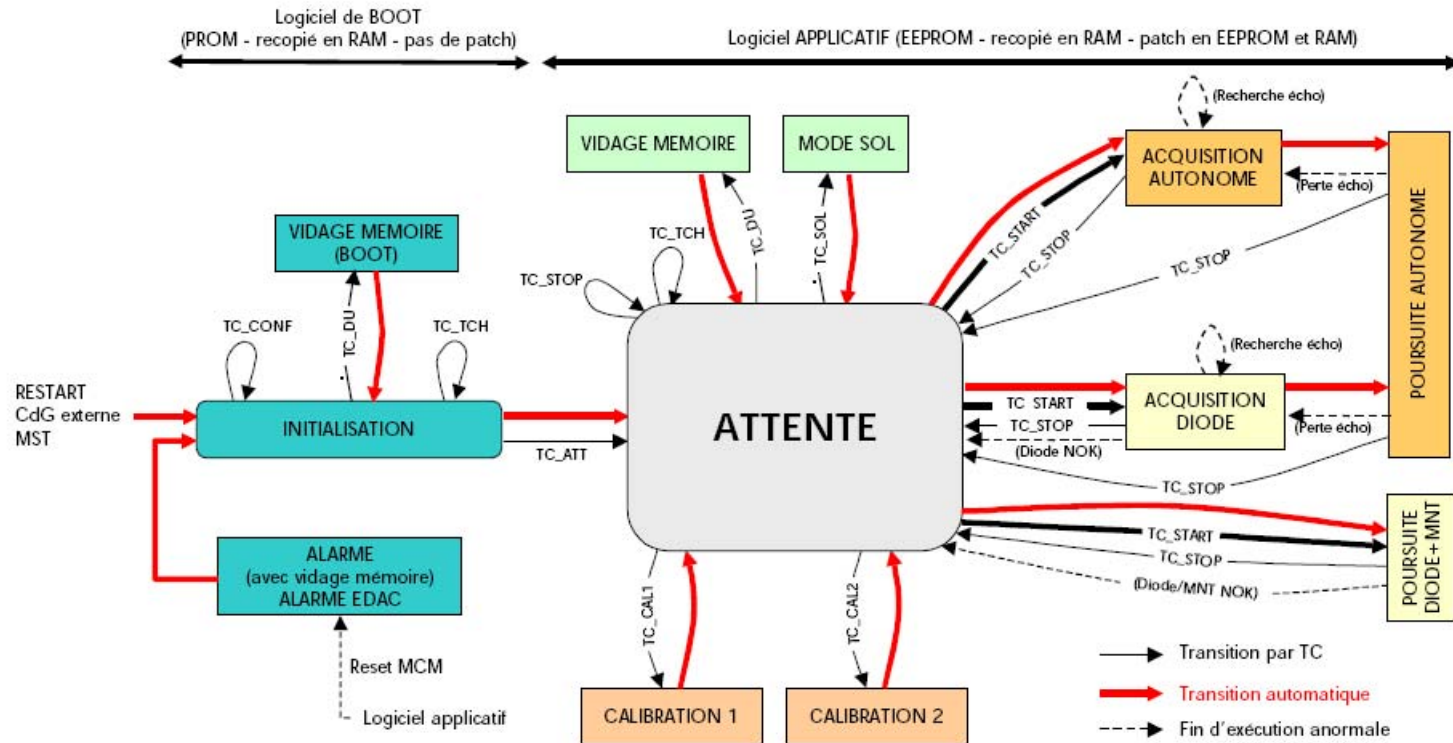 Logiciel de BOOT
(PROM - recopié en RAM - pas de patch)
Logiciel APPLICATIF (EEPROM - recopié en RAM - patch en EEPROM et RAM)
(Recherche écho)
VIDAGE MEMOIRE
MODE SOL
ACQUISITION
AUTONOME
(Perte écho)
POURSUITE AUTONOME
TC_DU
TC_SOL
TC_START
TC_STOP
TC_STOP
VIDAGE MEMOIRE
(BOOT)
TC_TCH
TC_STOP
TC_CONF
TC_DU
TC_TCH
(Recherche écho)
RESTART
CdG externe
MST
INITIALISATION
TC_ATT
ATTENTE
TC START
TC_STOP
(Diode NOK)
ACQUISITION
DIODE
(Perte écho)
TC_STOP
TC_START
TC_STOP
(Diode/MNT NOK)
POURSUITE
DIODE+MNT
ALARME
(avec vidage mémoire)
ALARME EDAC
TC_CAL1
TC_CAL2
Reset MCM
Logiciel applicatif
CALIBRATION 1
CALIBRATION 2
Transition par TC
Transition automatique
Fin d'exécution anormale